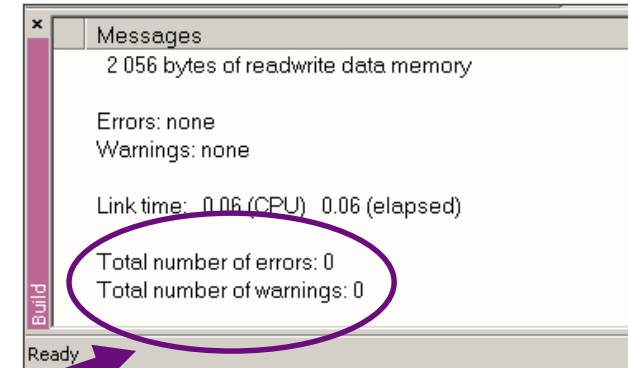 ×
Messages
2 056 bytes of readwrite data memory
Errors: none
Warnings: none
Link time: 0.06 (CPU) 0.06 (elapsed)
Total number of errors: 0
Total number of warnings: 0
Build
Ready